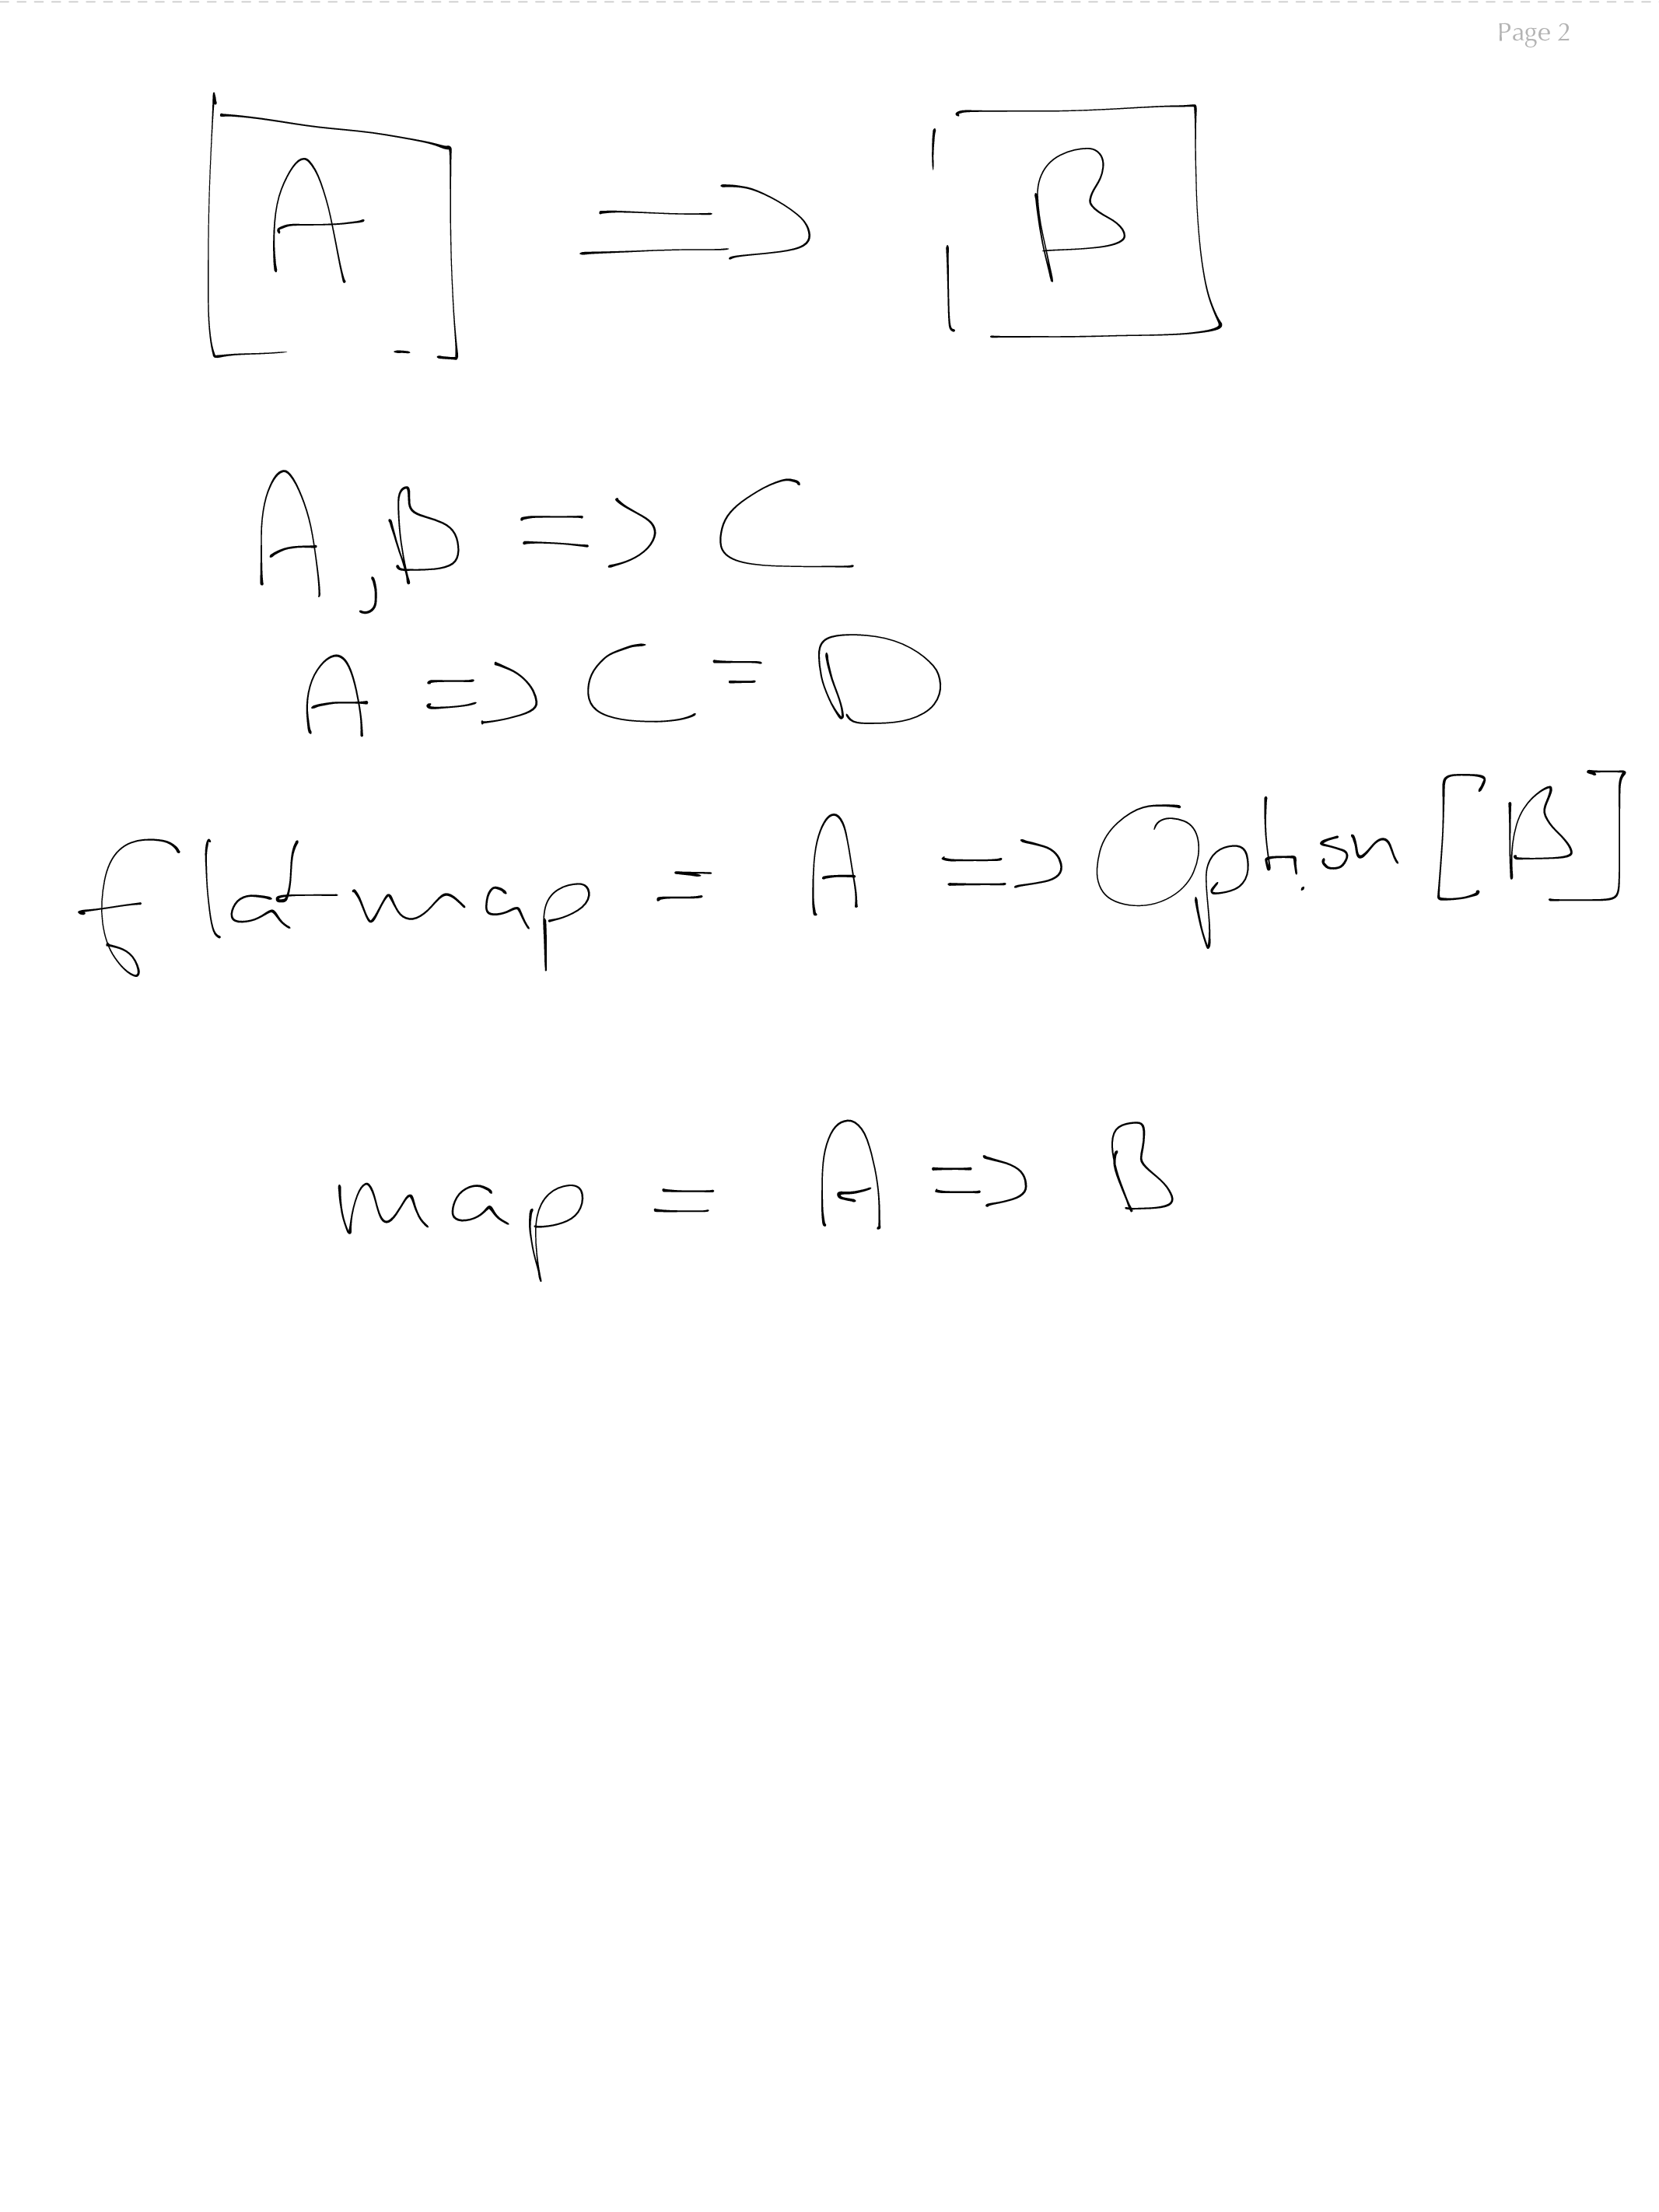 Page 2
A => B
A, B => C
A => C = D
flatmap = A => Option [B]
map = A => B